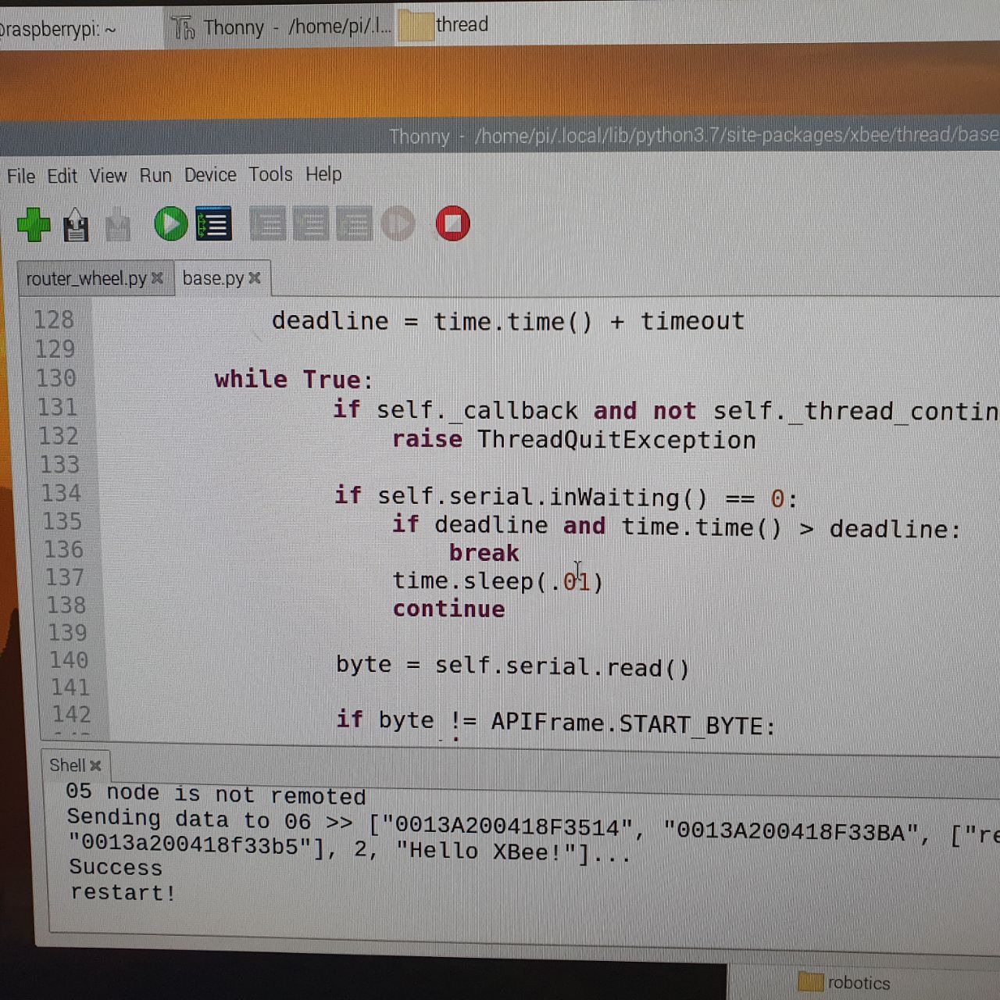 raspberrypi: ~
Thonny - /home/pi/.l...
thread
Thonny - /home/pi/.local/lib/python3.7/site-packages/xbee/thread/base
File Edit View Run Device Tools Help
router_wheel.py base.py
128 deadline = time.time() + timeout
129
130 while True:
131 if self._callback and not self._thread_contin
132 raise ThreadQuitException
133
134 if self.serial.inWaiting() == 0:
135 if deadline and time.time() > deadline:
136 break
137 time.sleep(.01)
138 continue
139
140 byte = self.serial.read()
141
142 if byte != APIFrame.START_BYTE:
Shell
05 node is not remoted
Sending data to 06 >> ["0013A200418F3514", "0013A200418F33BA", ["re
"0013a200418f33b5"], 2, "Hello XBee!"]...
Success
restart!
robotics